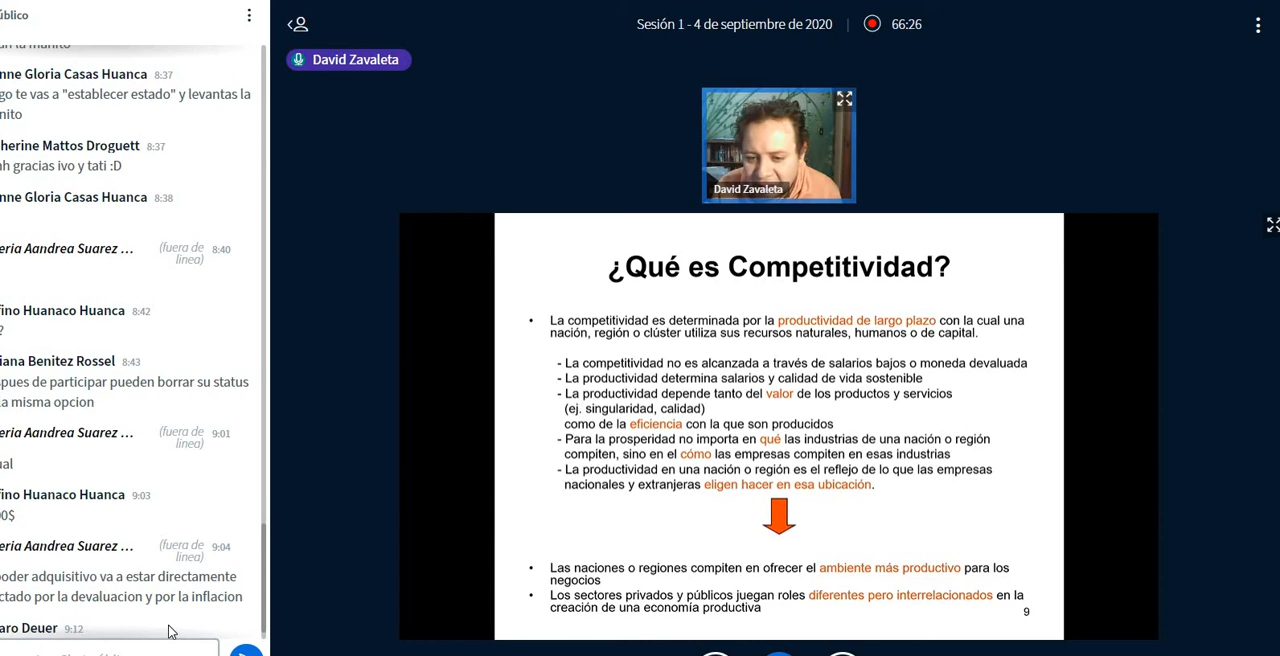 úblico
Sesión 1 - 4 de septiembre de 2020
66:26
David Zavaleta
nne Gloria Casas Huanca 8:37
go te vas a "establecer estado" y levantas la
nito
herine Mattos Droguett 8:37
h gracias ivo y tati :D
nne Gloria Casas Huanca 8:38
eria Aandrea Suarez ... (fuera de línea) 8:40
fino Huanaco Huanca 8:42
?
iana Benitez Rossel 8:43
spues de participar pueden borrar su status
la misma opcion
eria Aandrea Suarez ... (fuera de línea) 9:01
ual
fino Huanaco Huanca 9:03
00$
eria Aandrea Suarez ... (fuera de línea) 9:04
poder adquisitivo va a estar directamente
ctado por la devaluacion y por la inflacion
aro Deuer 9:12
David Zavaleta
¿Qué es Competitividad?
• La competitividad es determinada por la productividad de largo plazo con la cual una
nación, región o clúster utiliza sus recursos naturales, humanos o de capital.
- La competitividad no es alcanzada a través de salarios bajos o moneda devaluada
- La productividad determina salarios y calidad de vida sostenible
- La productividad depende tanto del valor de los productos y servicios
(ej. singularidad, calidad)
como de la eficiencia con la que son producidos
- Para la prosperidad no importa en qué las industrias de una nación o región
compiten, sino en el cómo las empresas compiten en esas industrias
- La productividad en una nación o región es el reflejo de lo que las empresas
nacionales y extranjeras eligen hacer en esa ubicación.
• Las naciones o regiones compiten en ofrecer el ambiente más productivo para los
negocios
• Los sectores privados y públicos juegan roles diferentes pero interrelacionados en la
creación de una economía productiva
9